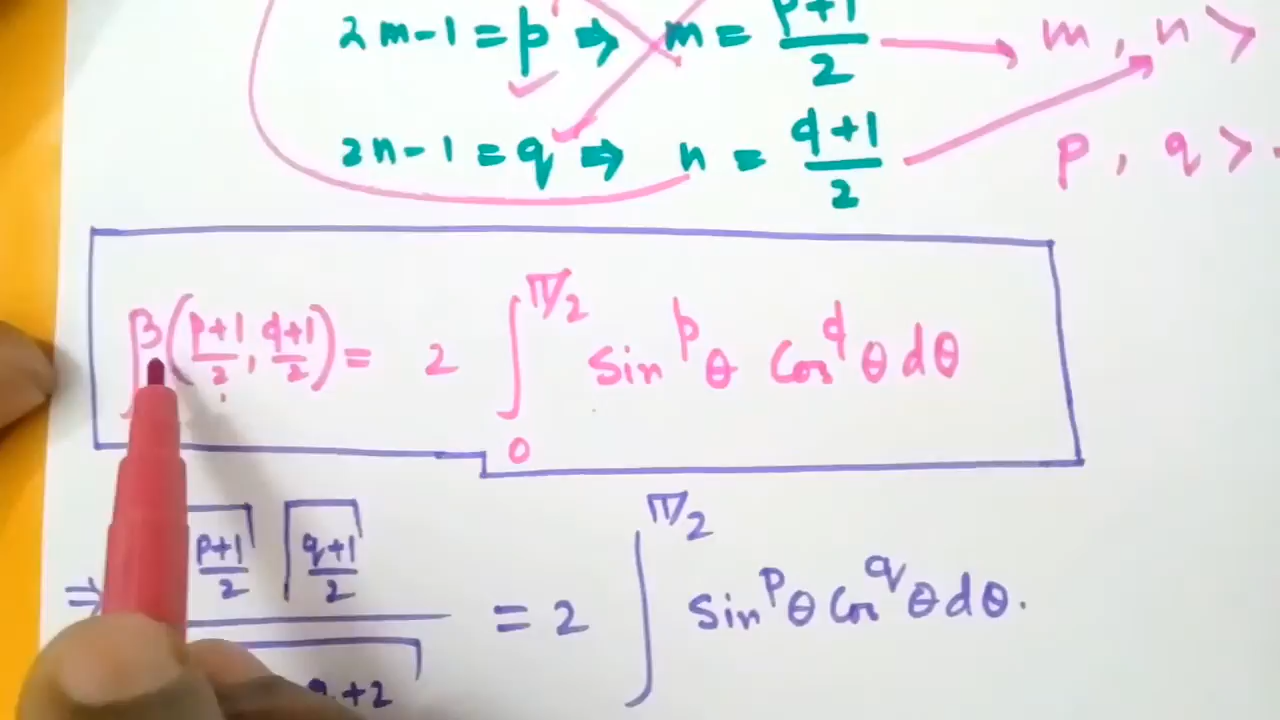 2m-1 = p ⇒ m = (p+1)/2 → m, n >
2n-1 = q ⇒ n = (q+1)/2 p, q >
β((p+1)/2, (q+1)/2) = 2 ∫₀^(π/2) sin^p θ cos^q θ dθ
⇒ Γ((p+1)/2) Γ((q+1)/2) = 2 ∫^(π/2) sin^p θ cos^q θ dθ.
+2